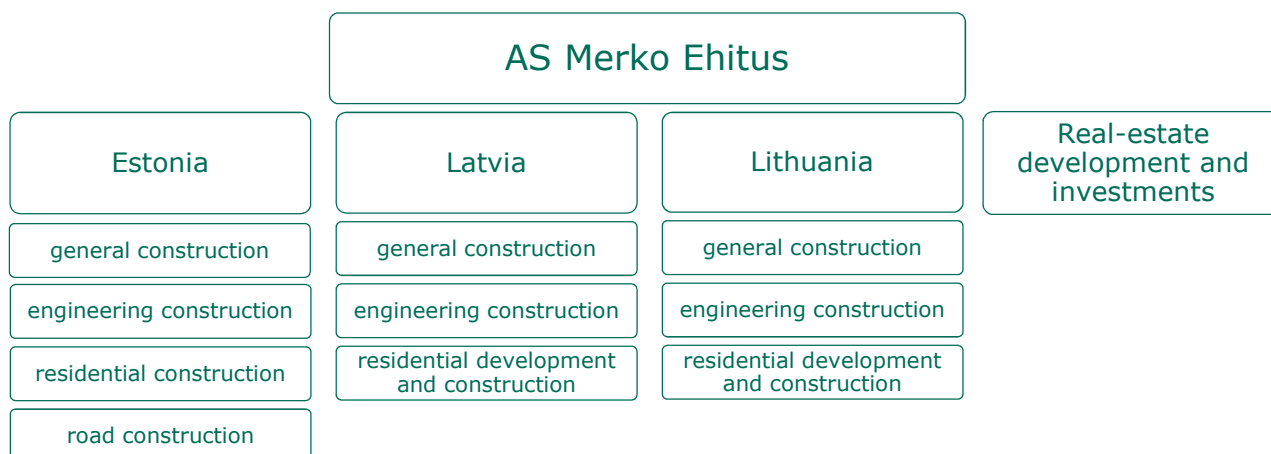 AS Merko Ehitus
Estonia
Latvia
Lithuania
Real-estate
development and
investments
general construction
general construction
general construction
engineering construction
engineering construction
engineering construction
residential construction
residential development
and construction
residential development
and construction
road construction